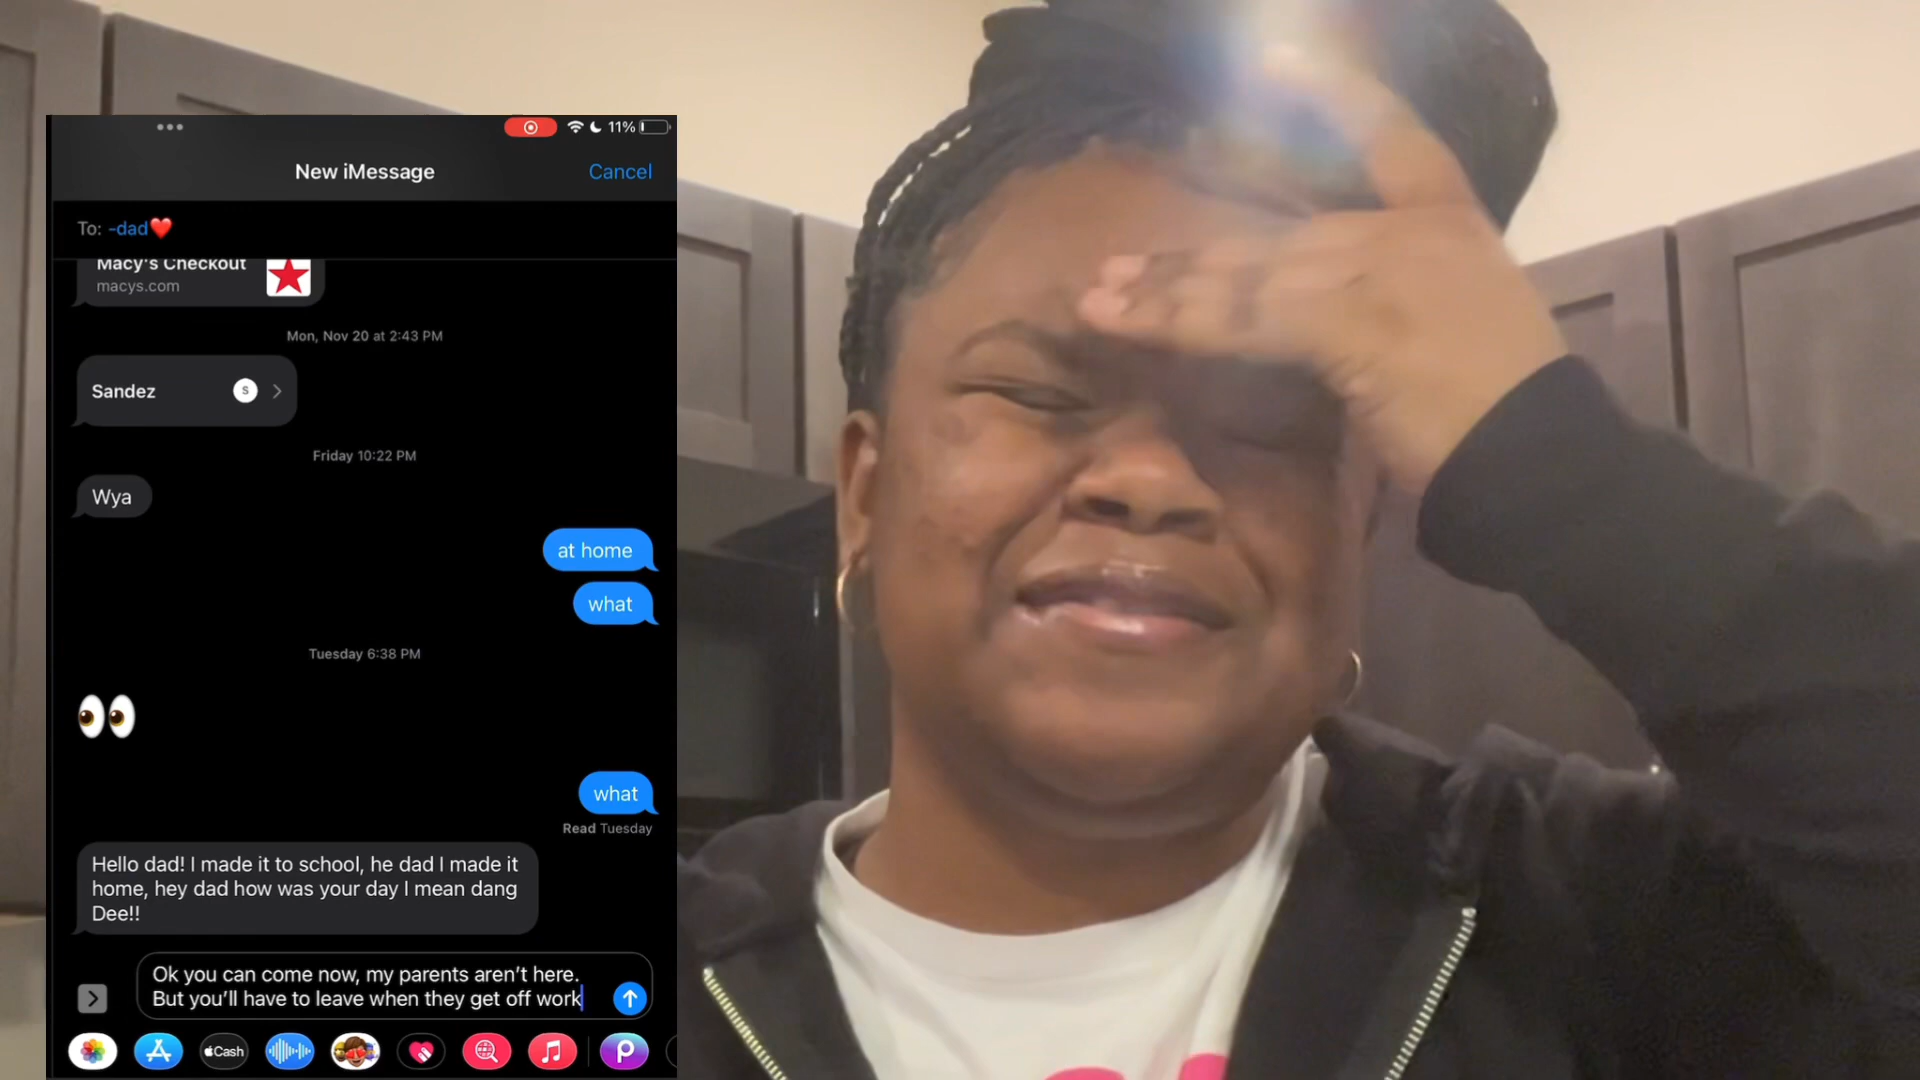 11%
New iMessage
Cancel
To: -dad❤️
Macy's Checkout
macys.com
Mon, Nov 20 at 2:43 PM
Sandez
S
Friday 10:22 PM
Wya
at home
what
Tuesday 6:38 PM
👀
what
Read Tuesday
Hello dad! I made it to school, he dad I made it
home, hey dad how was your day I mean dang
Dee!!
Ok you can come now, my parents aren't here.
But you'll have to leave when they get off work
Cash